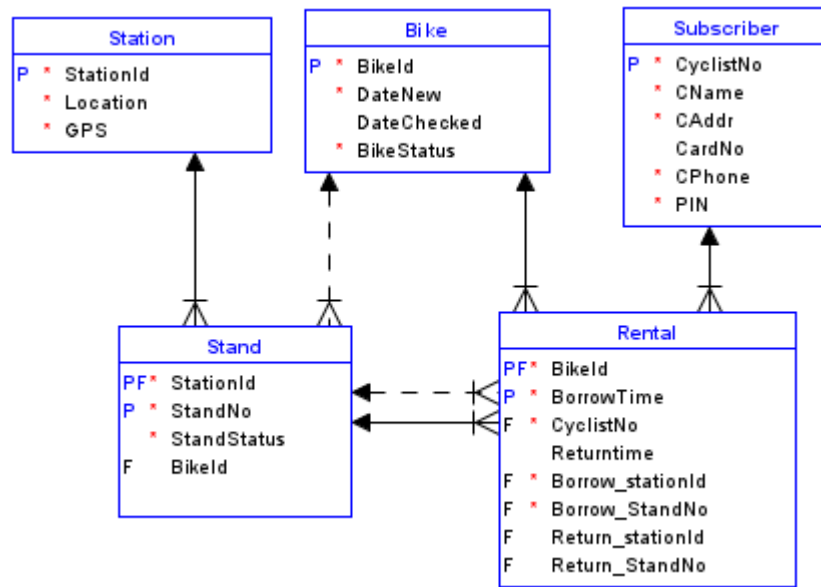 Station
P * StationId
* Location
* GPS
Bike
P * BikeId
* DateNew
DateChecked
* BikeStatus
Subscriber
P * CyclistNo
* CName
* CAddr
CardNo
* CPhone
* PIN
Stand
PF* StationId
P * StandNo
* StandStatus
F BikeId
Rental
PF* BikeId
P * BorrowTime
F * CyclistNo
Returntime
F * Borrow_stationId
F * Borrow_StandNo
F Return_stationId
F Return_StandNo